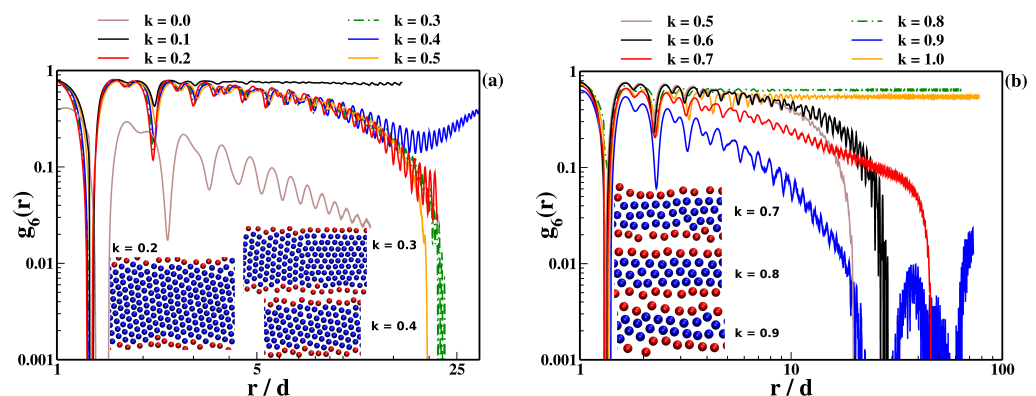 k = 0.0
k = 0.1
k = 0.2
k = 0.3
k = 0.4
k = 0.5
(a)
1
0.1
0.01
0.001
g6(r)
k = 0.2
k = 0.3
k = 0.4
1
5
25
r / d
k = 0.5
k = 0.6
k = 0.7
k = 0.8
k = 0.9
k = 1.0
(b)
1
0.1
0.01
0.001
g6(r)
k = 0.7
k = 0.8
k = 0.9
1
10
100
r / d